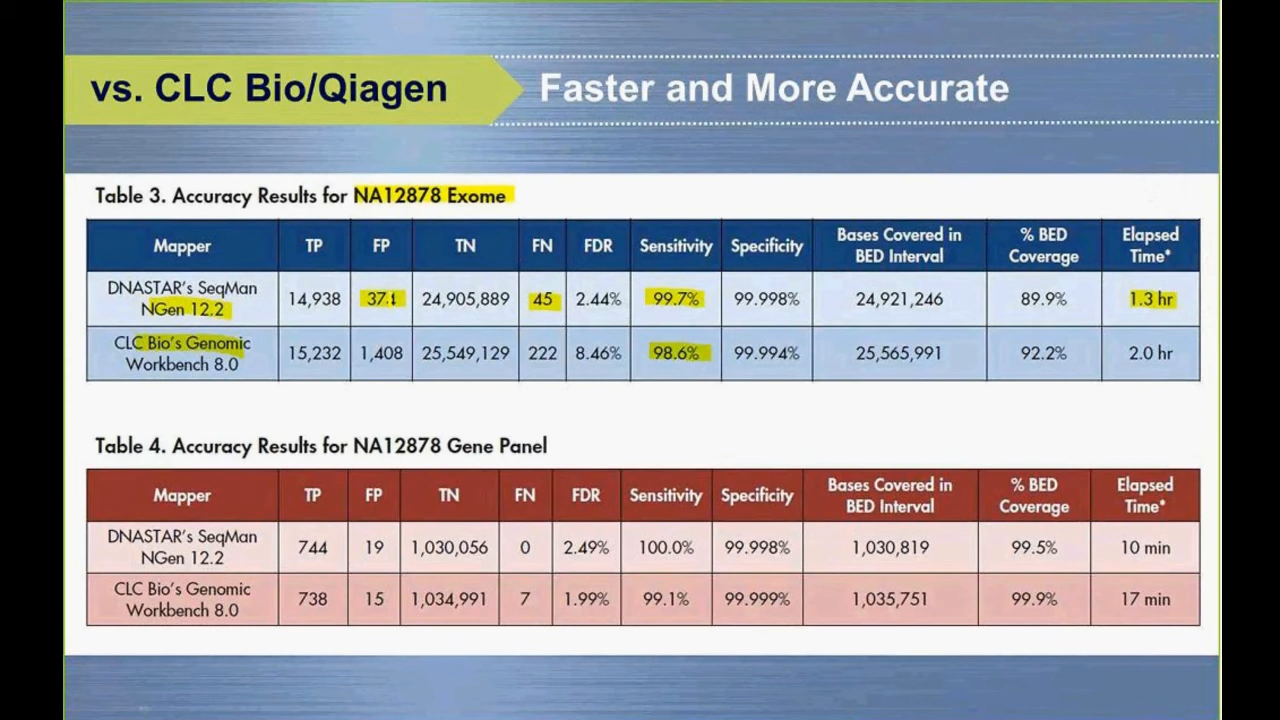 vs. CLC Bio/Qiagen Faster and More Accurate
Table 3. Accuracy Results for NA12878 Exome
Mapper TP FP TN FN FDR Sensitivity Specificity Bases Covered in BED Interval % BED Coverage Elapsed Time*
DNASTAR's SeqMan NGen 12.2 14,938 374 24,905,889 45 2.44% 99.7% 99.998% 24,921,246 89.9% 1.3 hr
CLC Bio's Genomic Workbench 8.0 15,232 1,408 25,549,129 222 8.46% 98.6% 99.994% 25,565,991 92.2% 2.0 hr
Table 4. Accuracy Results for NA12878 Gene Panel
Mapper TP FP TN FN FDR Sensitivity Specificity Bases Covered in BED Interval % BED Coverage Elapsed Time*
DNASTAR's SeqMan NGen 12.2 744 19 1,030,056 0 2.49% 100.0% 99.998% 1,030,819 99.5% 10 min
CLC Bio's Genomic Workbench 8.0 738 15 1,034,991 7 1.99% 99.1% 99.999% 1,035,751 99.9% 17 min